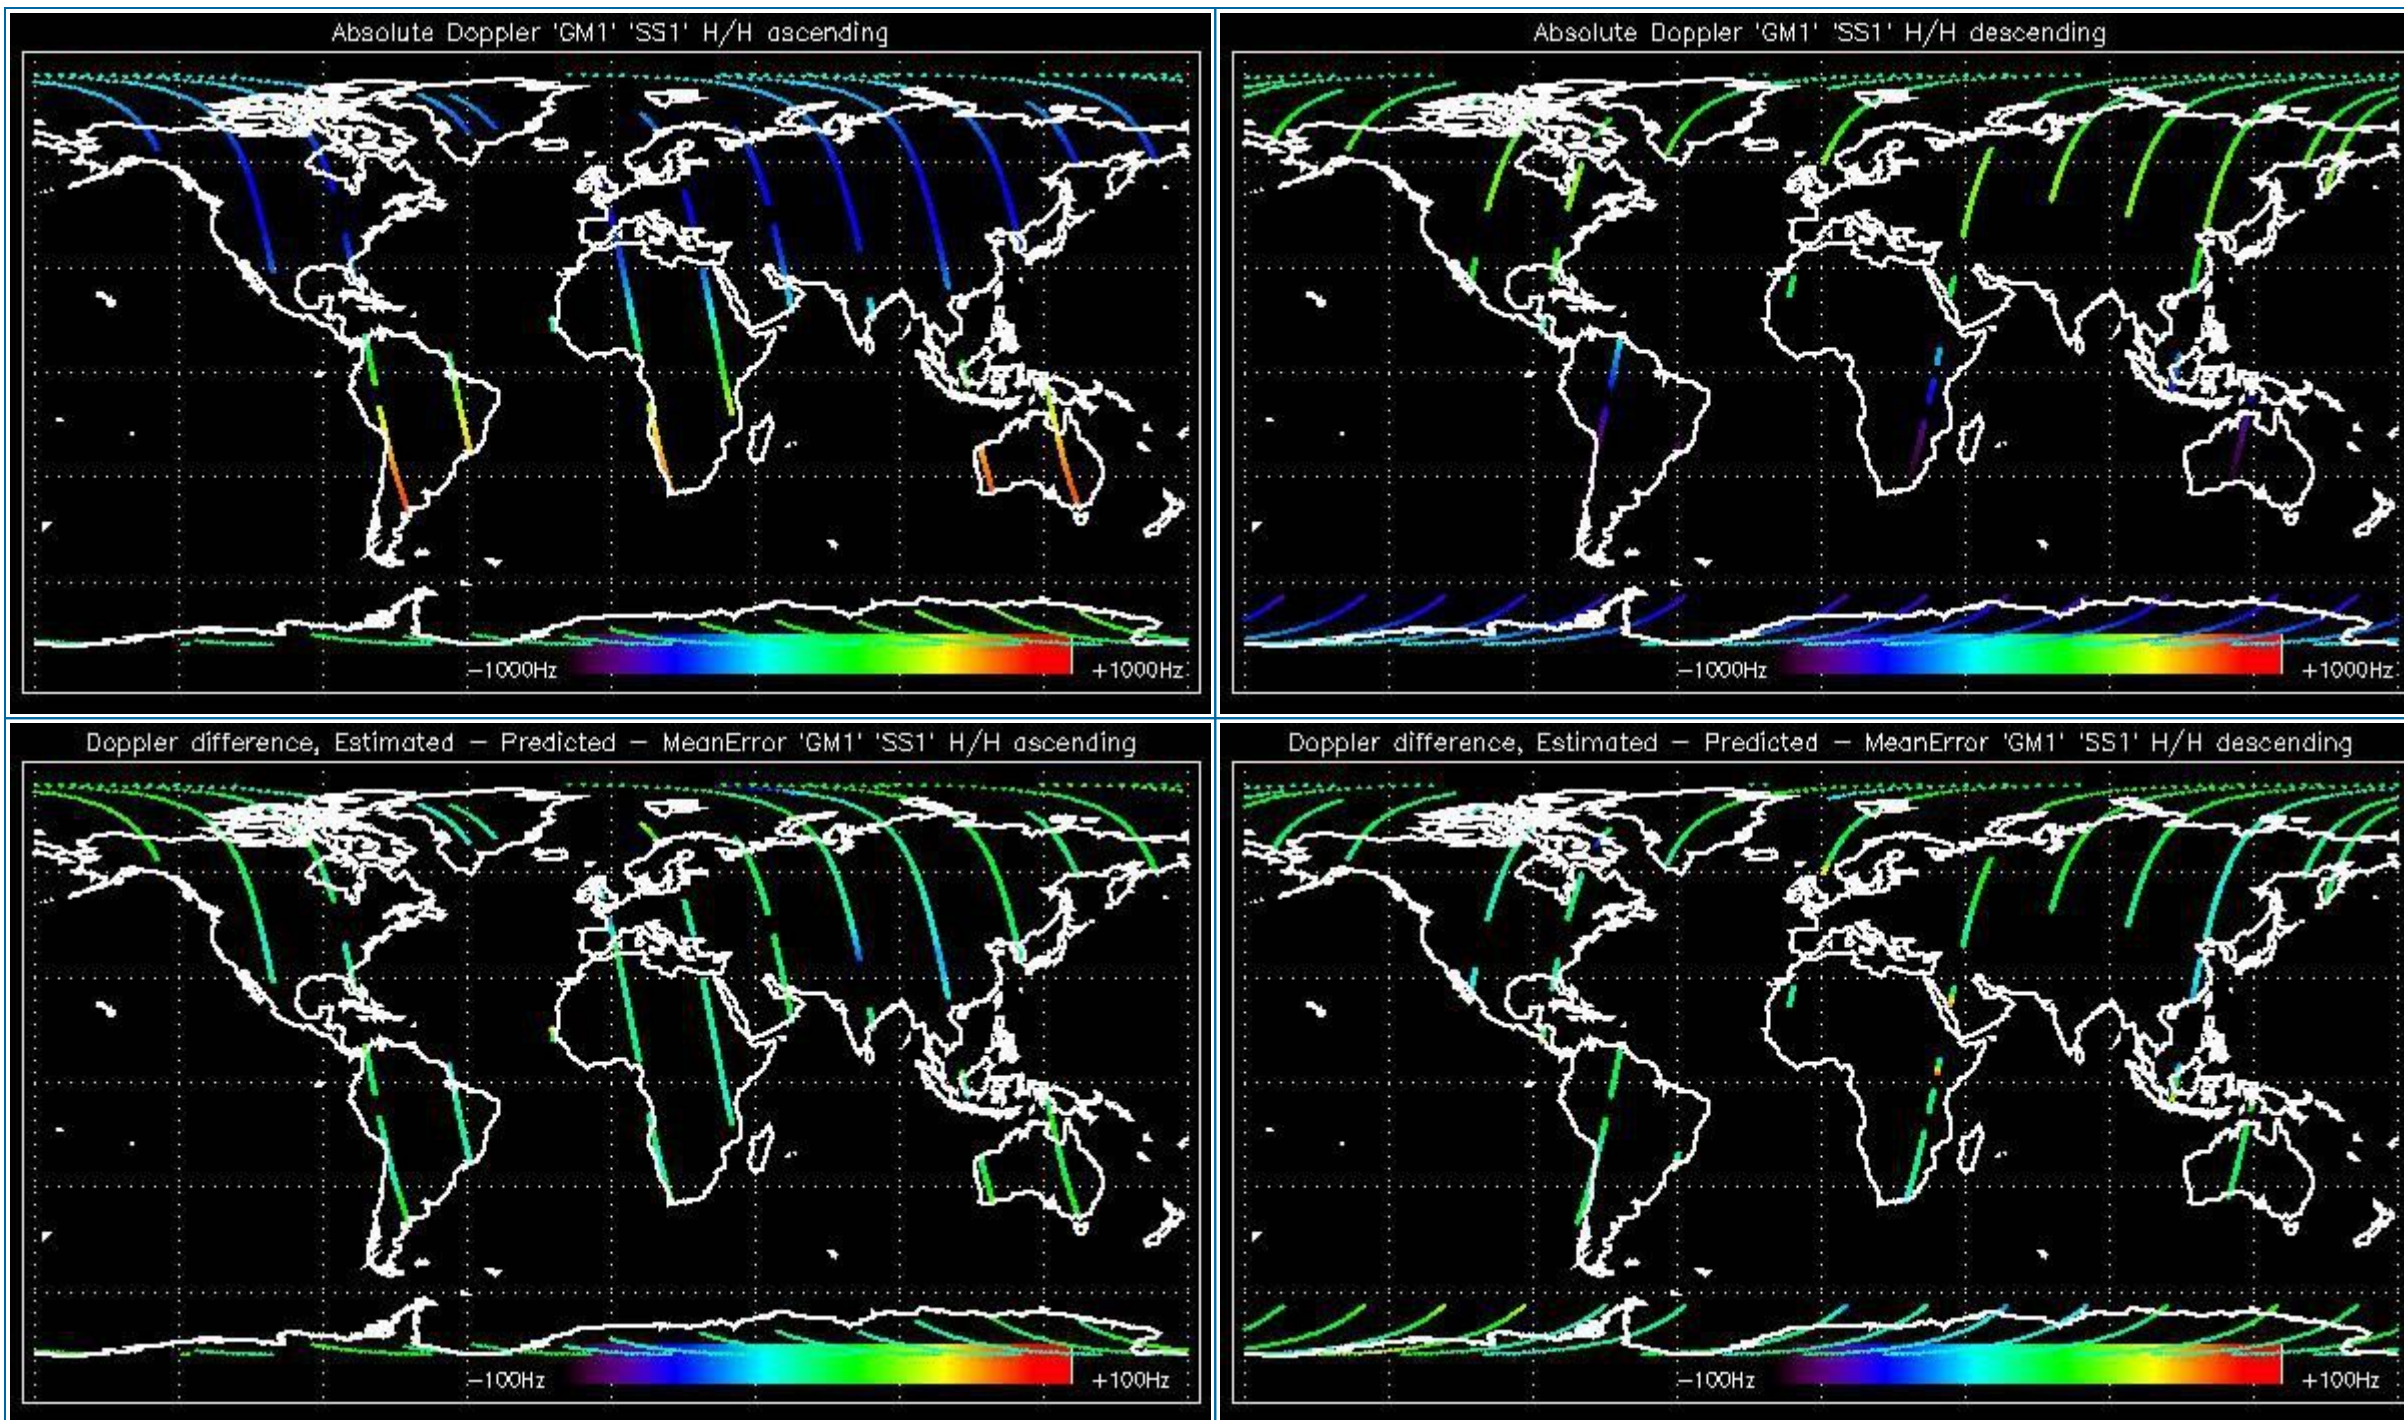 Absolute Doppler 'GM1' 'SS1' H/H ascending
-1000Hz
+1000Hz
Absolute Doppler 'GM1' 'SS1' H/H descending
-1000Hz
+1000Hz
Doppler difference, Estimated - Predicted - MeanError 'GM1' 'SS1' H/H ascending
-100Hz
+100Hz
Doppler difference, Estimated - Predicted - MeanError 'GM1' 'SS1' H/H descending
-100Hz
+100Hz